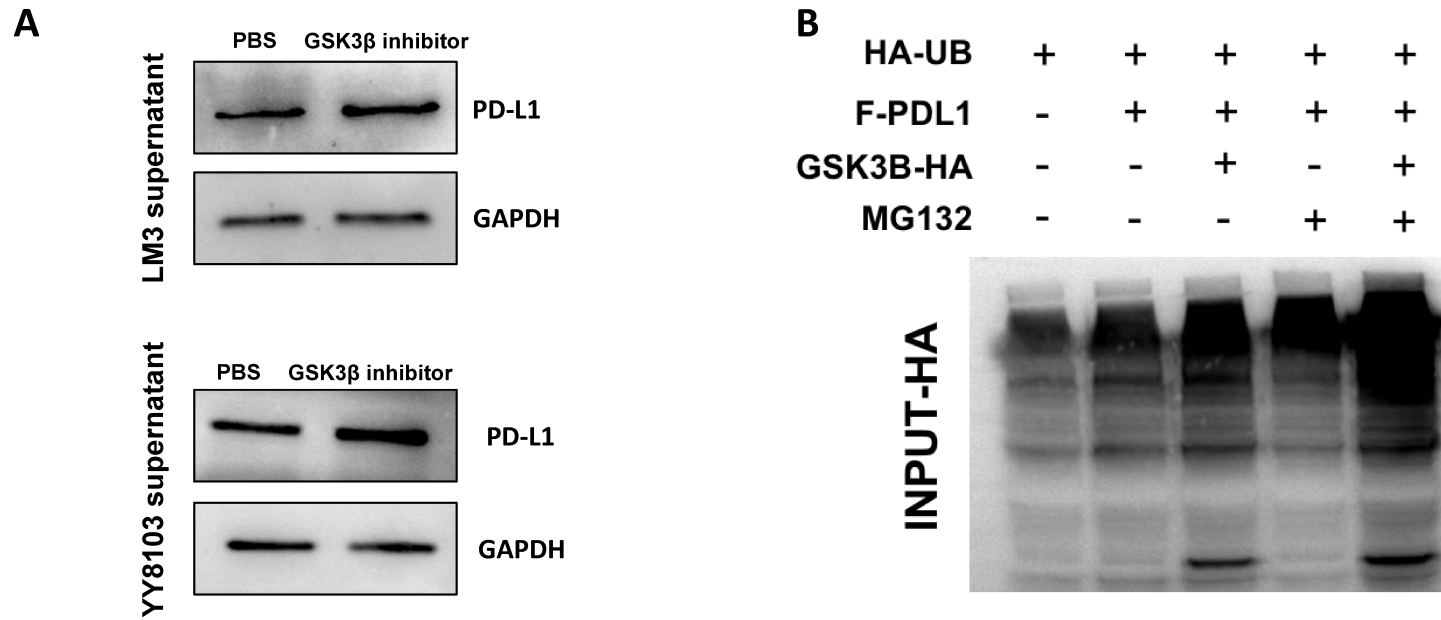 A
PBS GSK3β inhibitor
LM3 supernatant
PD-L1
GAPDH
PBS GSK3β inhibitor
YY8103 supernatant
PD-L1
GAPDH
B
HA-UB + + + + +
F-PDL1 - + + + +
GSK3B-HA - - + - +
MG132 - - - + +
INPUT-HA